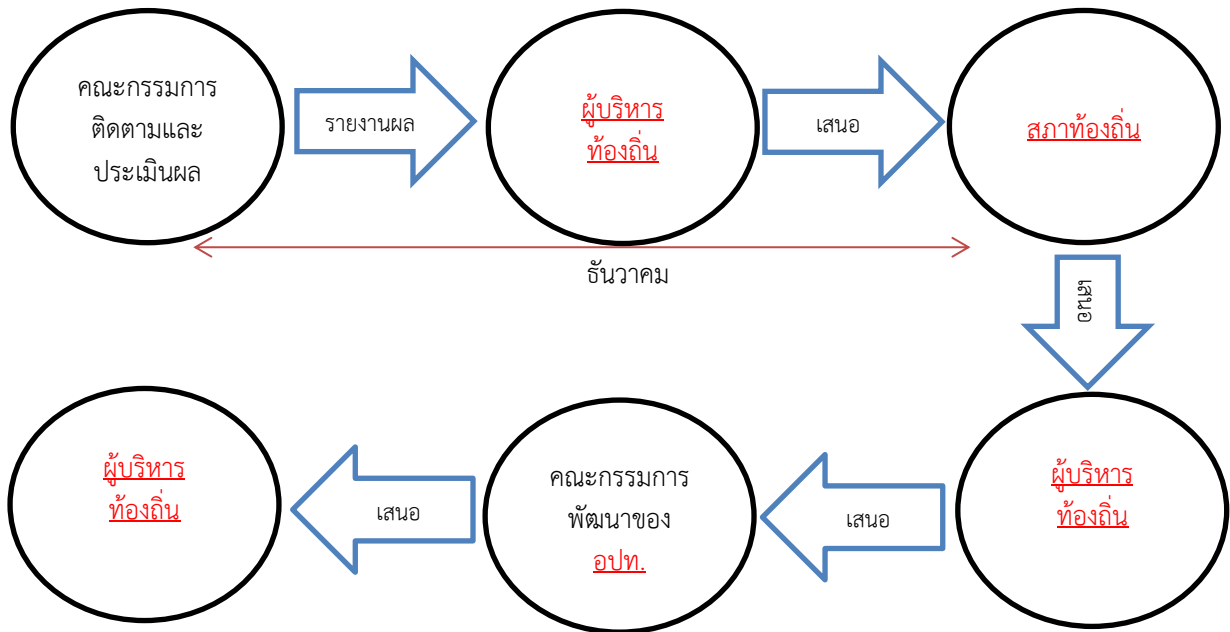 คณะกรรมการ
ติดตามและ
ประเมินผล
รายงานผล
ผู้บริหาร
ท้องถิ่น
เสนอ
สภาท้องถิ่น
ธันวาคม
เสนอ
ผู้บริหาร
ท้องถิ่น
เสนอ
คณะกรรมการ
พัฒนาของ
อปท.
เสนอ
ผู้บริหาร
ท้องถิ่น